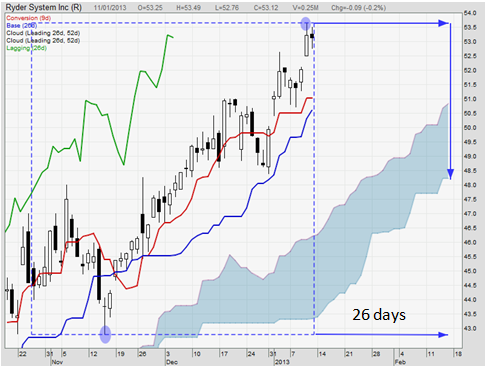 Ryder System Inc (R) 11/01/2013 O=53.25 H=53.49 L=52.76 C=53.12 V=0.25M Chg=-0.09 (-0.2%)
Conversion (9d)
Base (26d)
Cloud (Leading 26d, 52d)
Cloud (Leading 26d, 52d)
Lagging (26d)
54.0
53.5
53.0
52.5
52.0
51.5
51.0
50.5
50.0
49.5
49.0
48.5
48.0
47.5
47.0
46.5
46.0
45.5
45.0
44.5
44.0
43.5
43.0
26 days
22 31 5 12 19 26 10 17 24 31 7 14 21 28 11 18
Nov Dec 2013 Feb